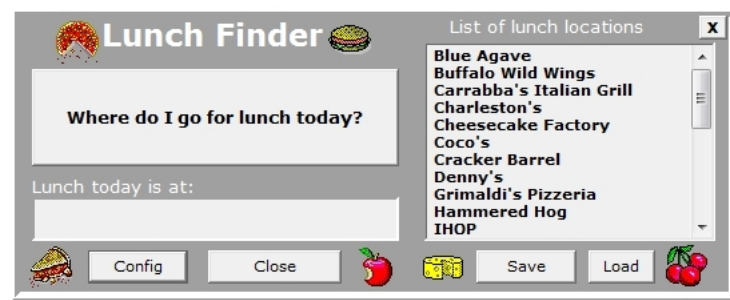 Lunch Finder
Where do I go for lunch today?
Lunch today is at:
Config
Close
List of lunch locations
X
Blue Agave
Buffalo Wild Wings
Carrabba's Italian Grill
Charleston's
Cheesecake Factory
Coco's
Cracker Barrel
Denny's
Grimaldi's Pizzeria
Hammered Hog
IHOP
Save
Load